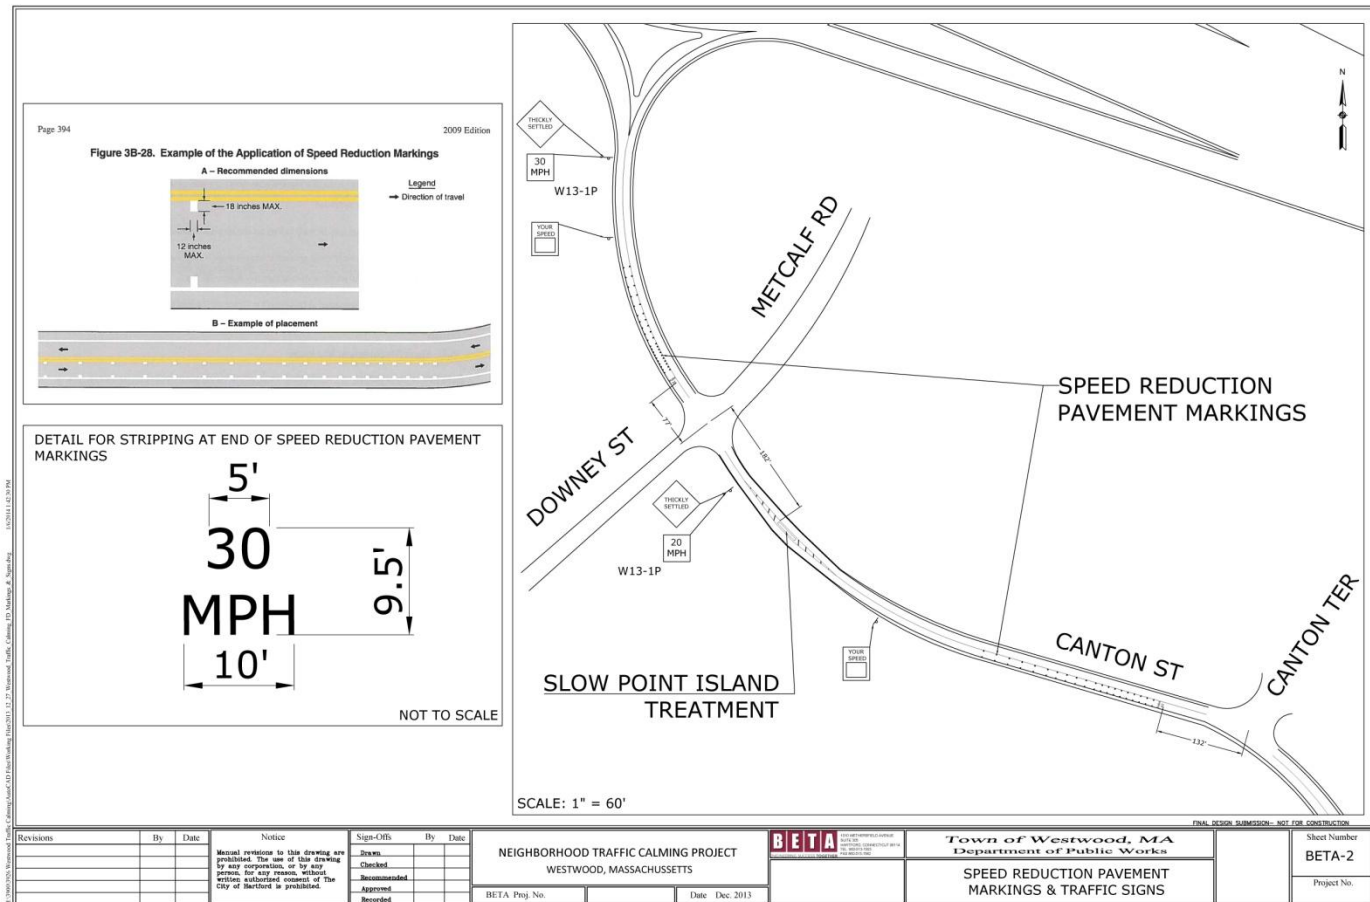 Page 394
2009 Edition
Figure 3B-28. Example of the Application of Speed Reduction Markings
A – Recommended dimensions
Legend
Direction of travel
18 inches MAX.
12 inches
MAX.
B – Example of placement
DETAIL FOR STRIPPING AT END OF SPEED REDUCTION PAVEMENT
MARKINGS
5'
30
MPH
9.5'
10'
NOT TO SCALE
N
THICKLY
SETTLED
30
MPH
W13-1P
YOUR
SPEED
METCALF RD
SPEED REDUCTION
PAVEMENT MARKINGS
77'
182'
DOWNEY ST
THICKLY
SETTLED
20
MPH
W13-1P
YOUR
SPEED
SLOW POINT ISLAND
TREATMENT
CANTON ST
CANTON TER
132'
SCALE: 1" = 60'
FINAL DESIGN SUBMISSION- NOT FOR CONSTRUCTION
Revisions
By
Date
Notice
Manual revisions to this drawing are
prohibited. The use of this drawing
by any corporation, or by any
person, for any reason, without
written authorized consent of The
City of Hartford is prohibited.
Sign-Offs
By
Date
Drawn
Checked
Recommended
Approved
Recorded
NEIGHBORHOOD TRAFFIC CALMING PROJECT
WESTWOOD, MASSACHUSSETTS
BETA Proj. No.
Date Dec. 2013
BETA
ENGINEERING SUCCESS TOGETHER
Town of Westwood, MA
Department of Public Works
SPEED REDUCTION PAVEMENT
MARKINGS & TRAFFIC SIGNS
Sheet Number
BETA-2
Project No.